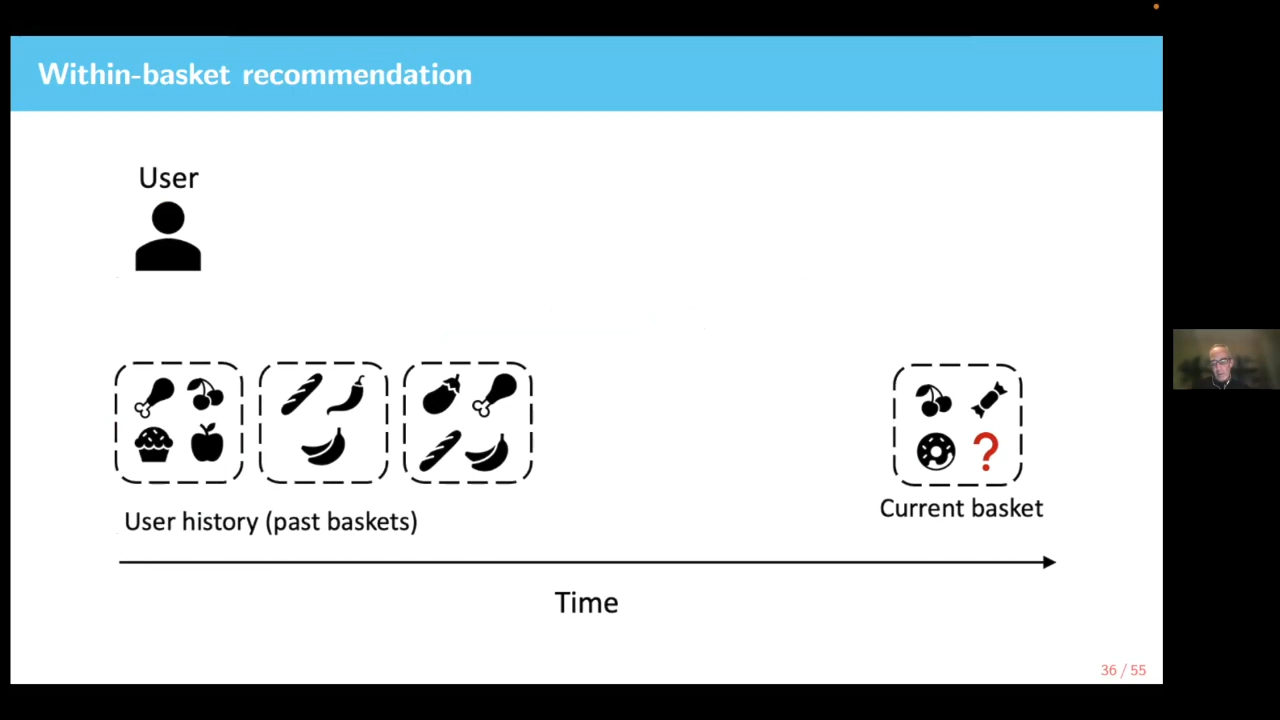 Within-basket recommendation
User
?
User history (past baskets)
Current basket
Time
36 / 55